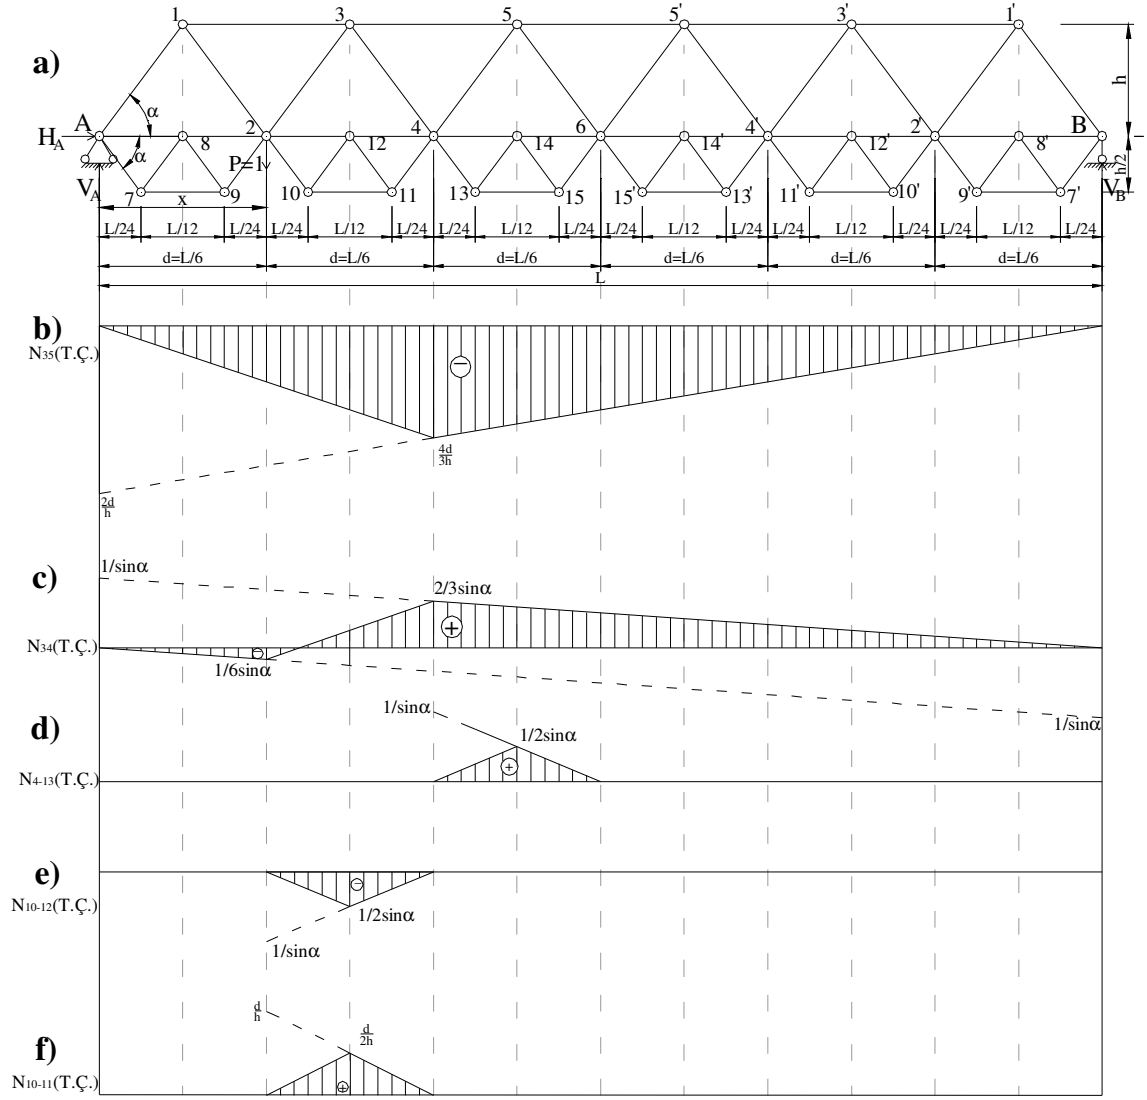 1 3 5 5' 3' 1'
a)
h
α
A 8 2 12 4 14 6 14' 4' 12' 2' 8' B
H_A
α
P=1
h/2
V_A 7 9 10 11 13 15 15' 13' 11' 10' 9' 7' V_B
x
L/24 L/12 L/24 L/24 L/12 L/24 L/24 L/12 L/24 L/24 L/12 L/24 L/24 L/12 L/24 L/24 L/12 L/24
d=L/6 d=L/6 d=L/6 d=L/6 d=L/6 d=L/6
L
b)
N35(T.Ç.)
−
4d/3h
2d/h
c)
1/sinα
2/3sinα
+
N34(T.Ç.)
−
1/6sinα
1/sinα
1/sinα
d)
1/2sinα
+
N4-13(T.Ç.)
e)
−
N10-12(T.Ç.)
1/2sinα
1/sinα
d/h
d/2h
f)
N10-11(T.Ç.)
+